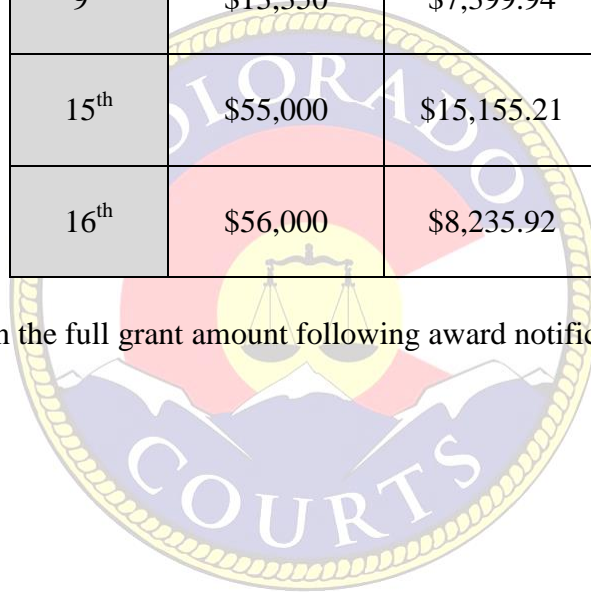 15th $55,000 $15,155.21
16th $56,000 $8,235.92
the full grant amount following award
COLORADO
COURTS